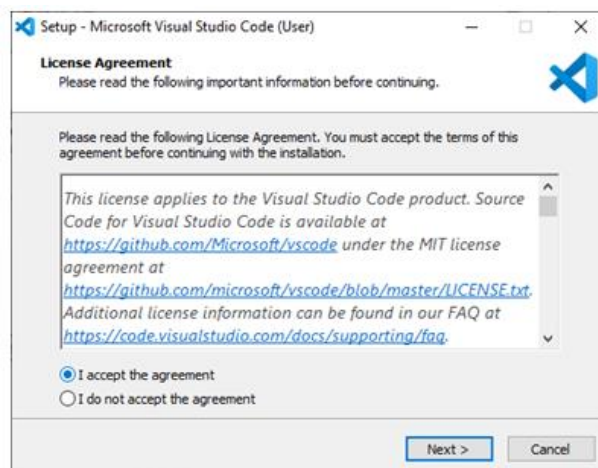 Setup - Microsoft Visual Studio Code (User)
License Agreement
Please read the following important information before continuing.
Please read the following License Agreement. You must accept the terms of this
agreement before continuing with the installation.
This license applies to the Visual Studio Code product. Source
Code for Visual Studio Code is available at
https://github.com/Microsoft/vscode under the MIT license
agreement at
https://github.com/microsoft/vscode/blob/master/LICENSE.txt.
Additional license information can be found in our FAQ at
https://code.visualstudio.com/docs/supporting/faq.
I accept the agreement
I do not accept the agreement
Next >
Cancel